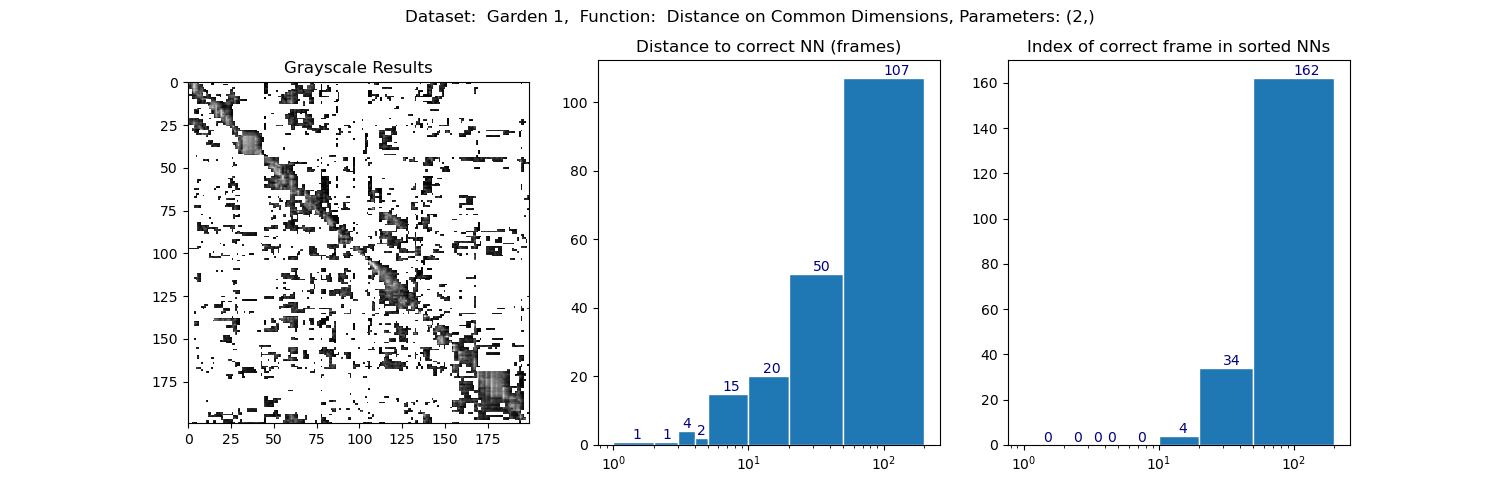 Dataset:  Garden 1,  Function:  Distance on Common Dimensions, Parameters: (2,)
Grayscale Results
0
25
50
75
100
125
150
175
0 25 50 75 100 125 150 175
Distance to correct NN (frames)
100
80
60
40
20
0
1 1 4 2 15 20 50 107
10⁰ 10¹ 10²
Index of correct frame in sorted NNs
160
140
120
100
80
60
40
20
0
0 0 0 0 0 4 34 162
10⁰ 10¹ 10²